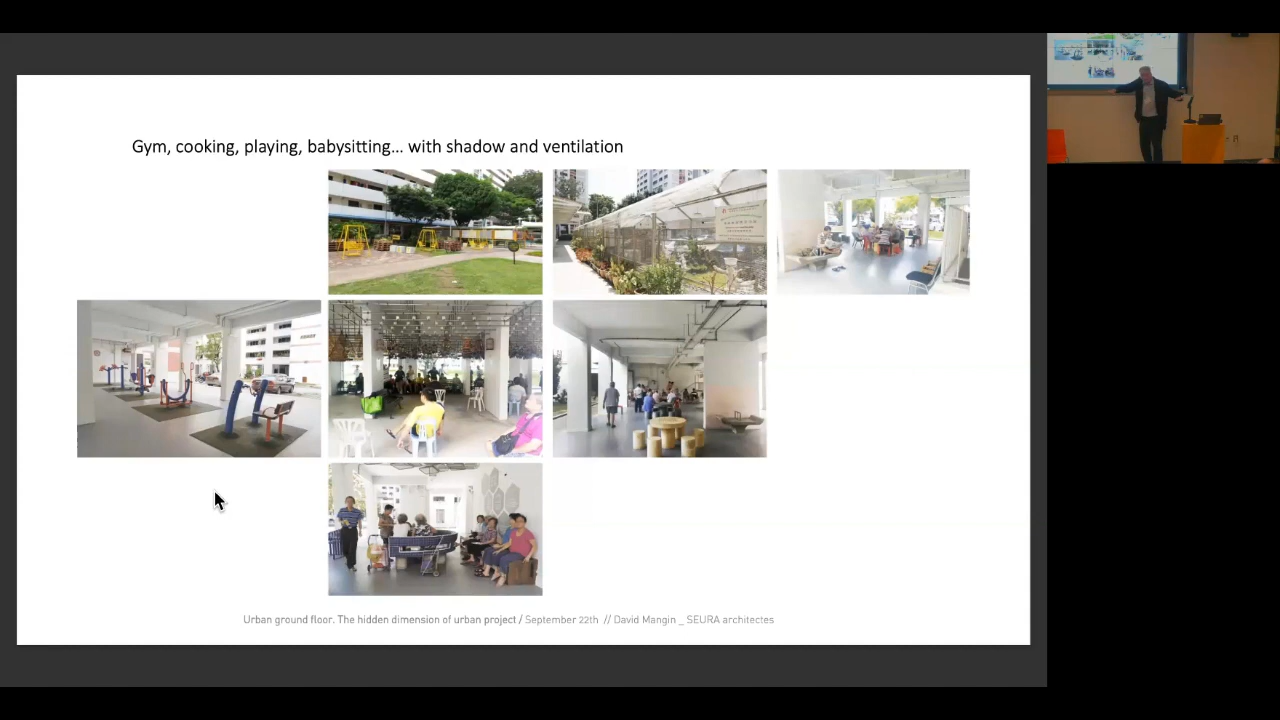 Gym, cooking, playing, babysitting... with shadow and ventilation
Urban ground floor. The hidden dimension of urban project / September 22th // David Mangin _ SEURA architectes